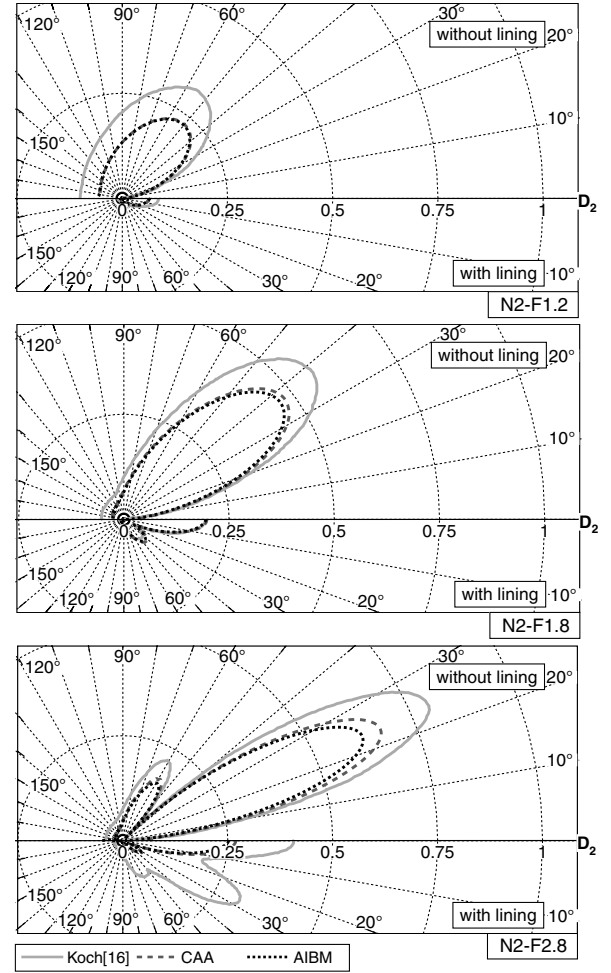 120° 90° 60° 30° 20°
without lining
10°
150°
0 0.25 0.5 0.75 1 D2
150°
with lining
120° 90° 60° 30° 20° 10°
N2-F1.2
120° 90° 60° 30° 20°
without lining
10°
150°
0 0.25 0.5 0.75 1 D2
150°
with lining
120° 90° 60° 30° 20° 10°
N2-F1.8
120° 90° 60° 30° 20°
without lining
10°
150°
0 0.25 0.5 0.75 1 D2
150°
with lining
120° 90° 60° 30° 20° 10°
N2-F2.8
Koch[16] CAA AIBM